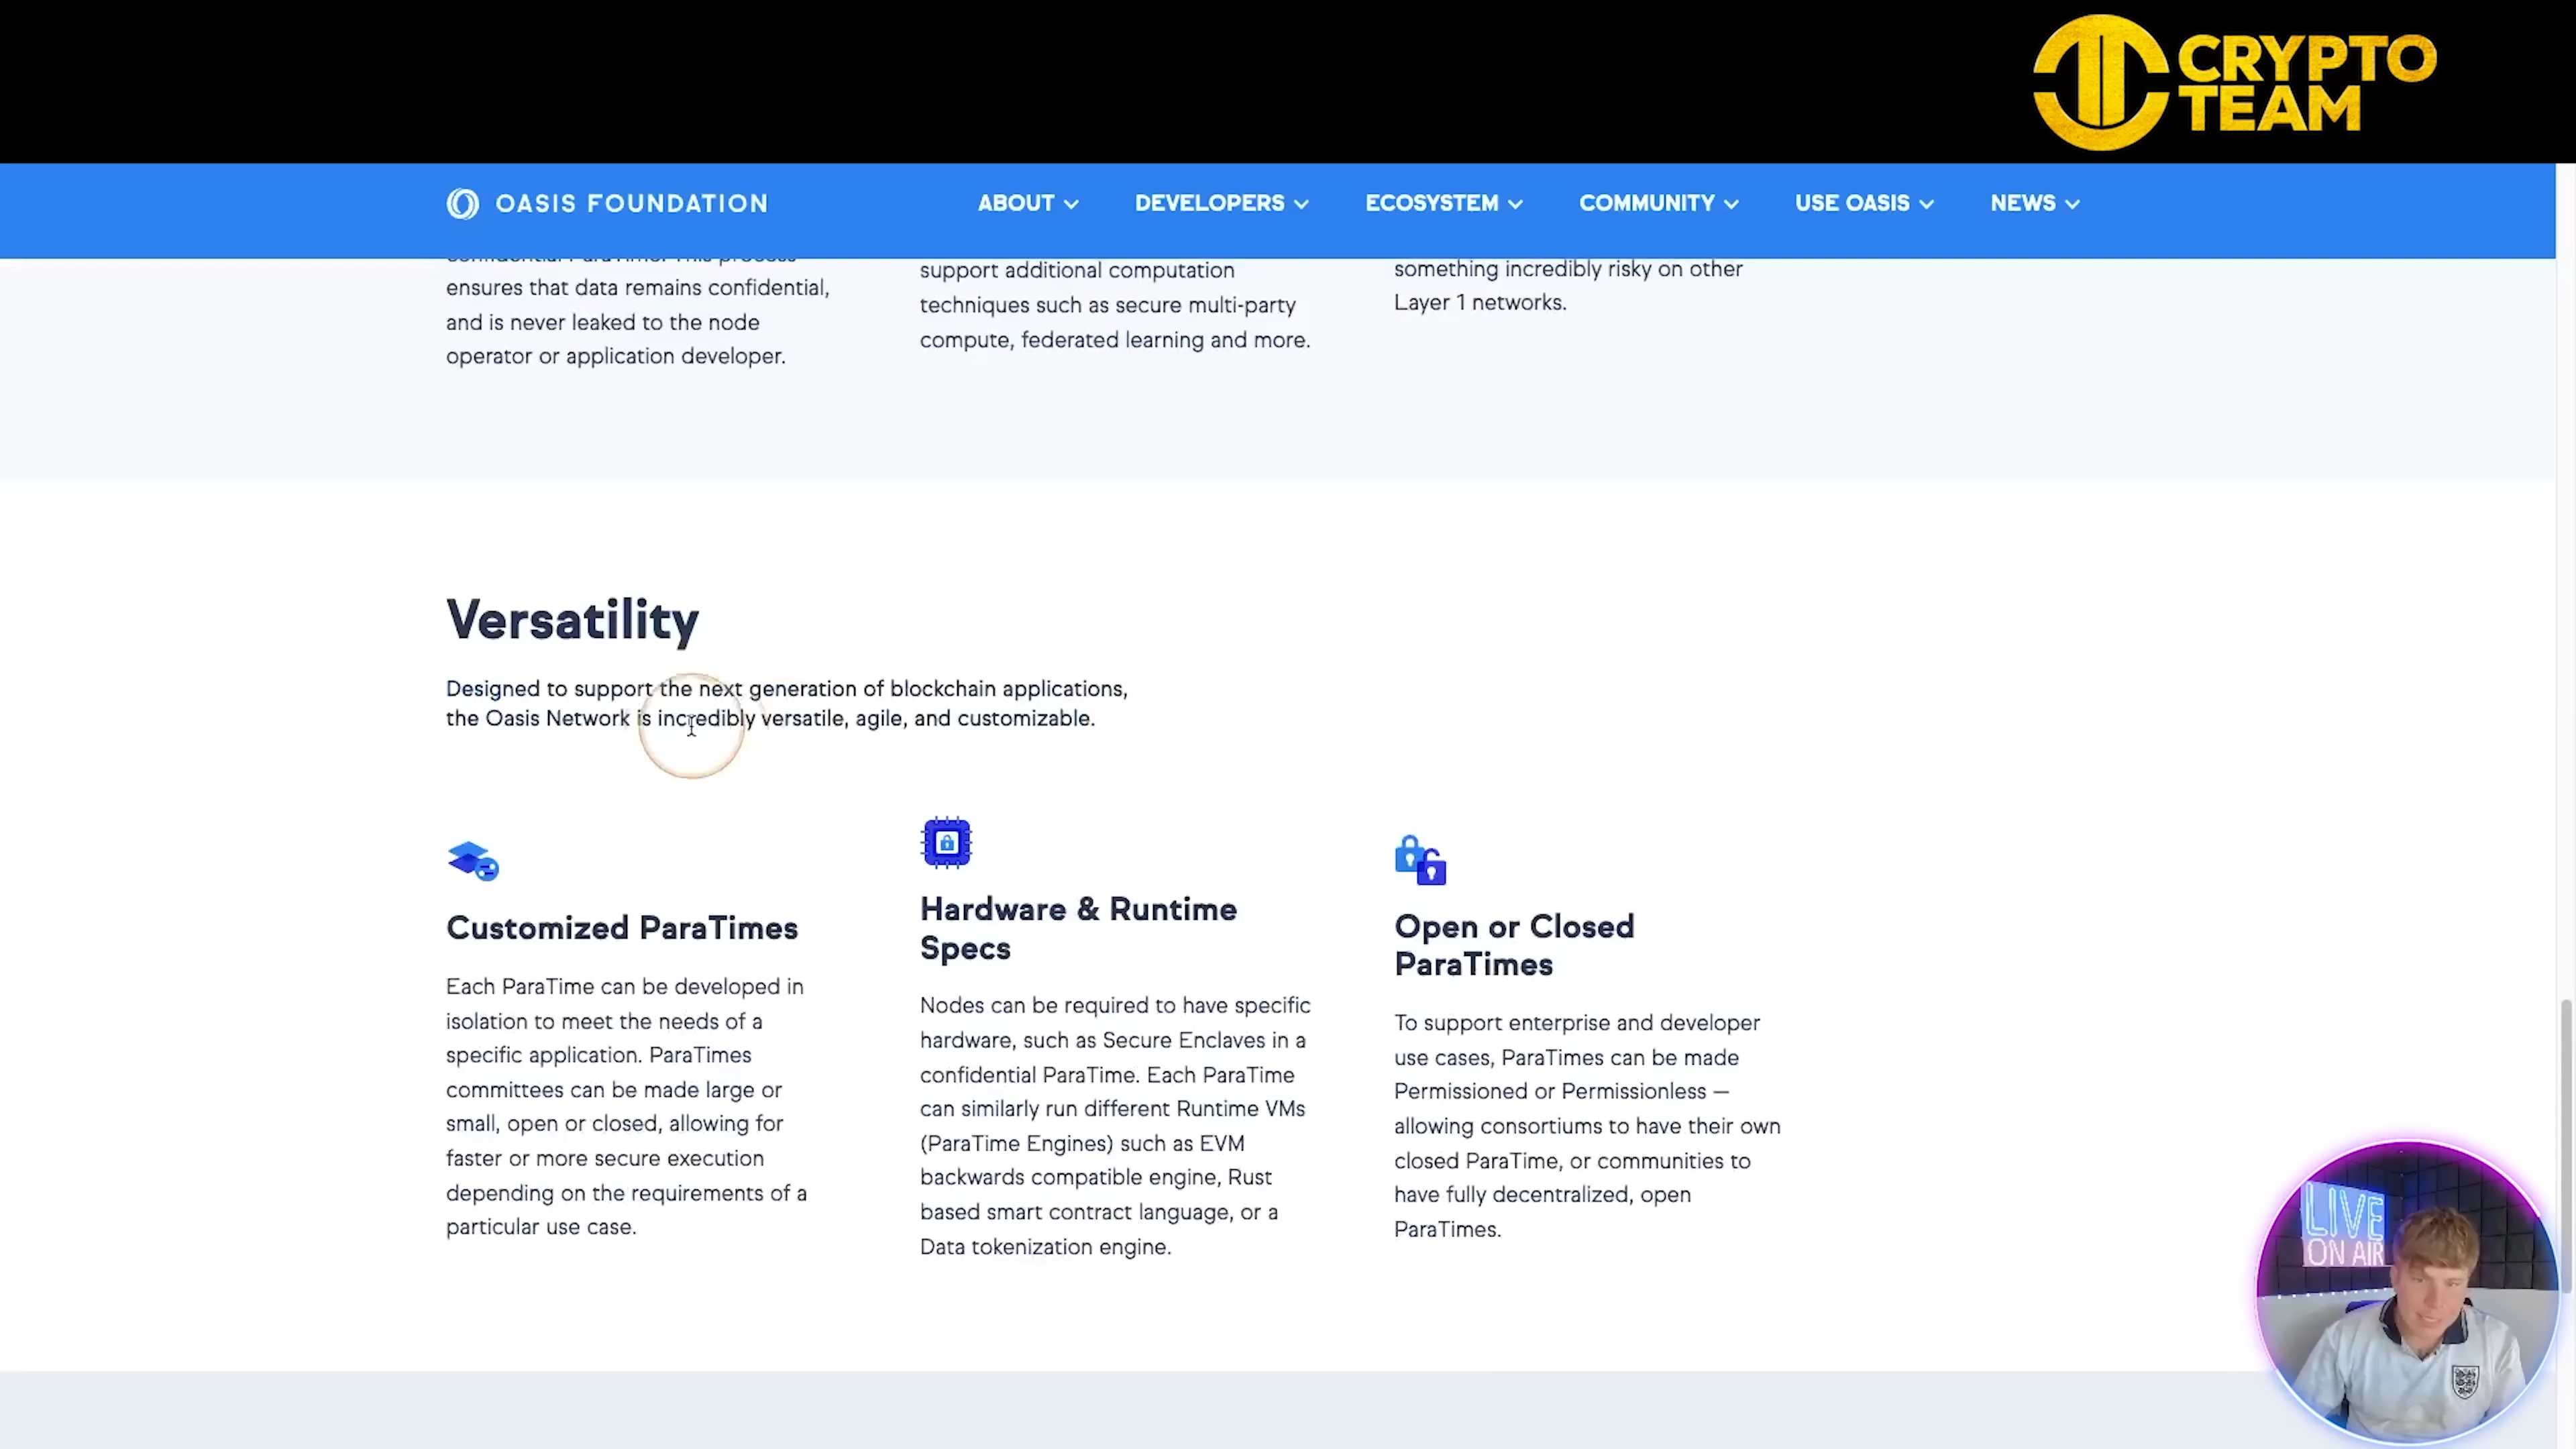 CRYPTO
TEAM
OASIS FOUNDATION
ABOUT
DEVELOPERS
ECOSYSTEM
COMMUNITY
USE OASIS
NEWS
ensures that data remains confidential,
and is never leaked to the node
operator or application developer.
support additional computation
techniques such as secure multi-party
compute, federated learning and more.
something incredibly risky on other
Layer 1 networks.
Versatility
Designed to support the next generation of blockchain applications,
the Oasis Network is incredibly versatile, agile, and customizable.
Customized ParaTimes
Each ParaTime can be developed in
isolation to meet the needs of a
specific application. ParaTimes
committees can be made large or
small, open or closed, allowing for
faster or more secure execution
depending on the requirements of a
particular use case.
Hardware & Runtime
Specs
Nodes can be required to have specific
hardware, such as Secure Enclaves in a
confidential ParaTime. Each ParaTime
can similarly run different Runtime VMs
(ParaTime Engines) such as EVM
backwards compatible engine, Rust
based smart contract language, or a
Data tokenization engine.
Open or Closed
ParaTimes
To support enterprise and developer
use cases, ParaTimes can be made
Permissioned or Permissionless —
allowing consortiums to have their own
closed ParaTime, or communities to
have fully decentralized, open
ParaTimes.
LIVE
ON AIR